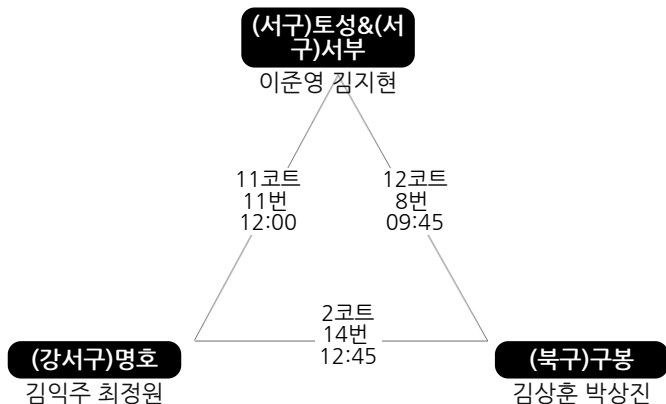 (서구)토성&(서
구)서부
이준영 김지현
11코트
11번
12:00
12코트
8번
09:45
2코트
14번
12:45
(강서구)명호
김익주 최정원
(북구)구봉
김상훈 박상진